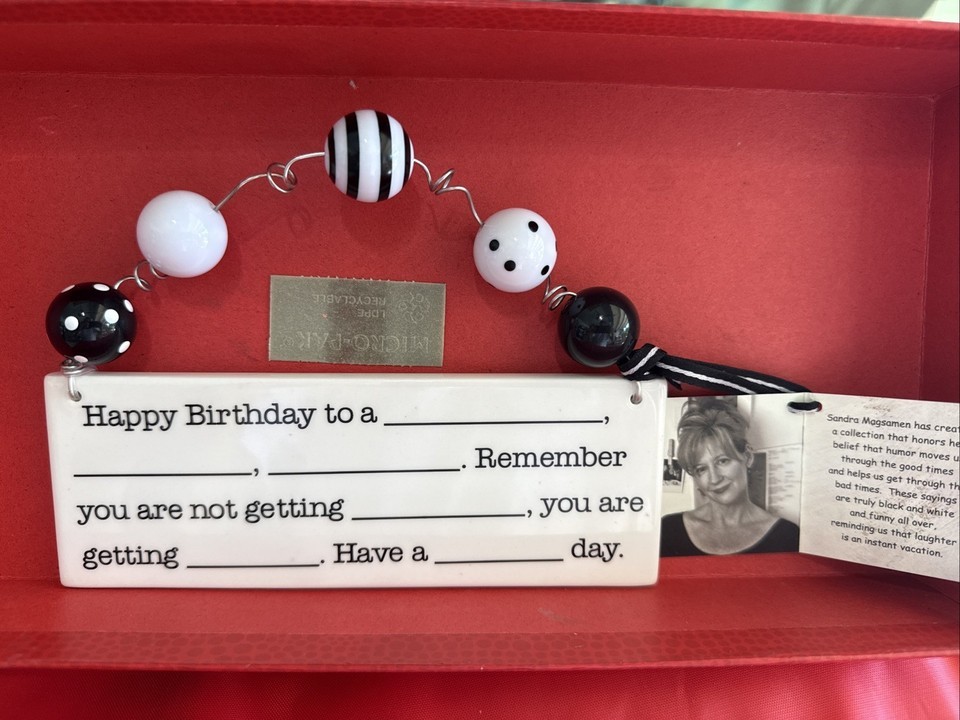 MICRO-PAK
LDPE
RECYCLABLE
Happy Birthday to a ____________,
____________, ____________. Remember
you are not getting ____________, you are
getting ____________. Have a ____________ day.
Sandra Magsamen has creat
a collection that honors he
belief that humor moves u
through the good times
and helps us get through th
bad times. These sayings
are truly black and white
and funny all over,
reminding us that laughter
is an instant vacation.